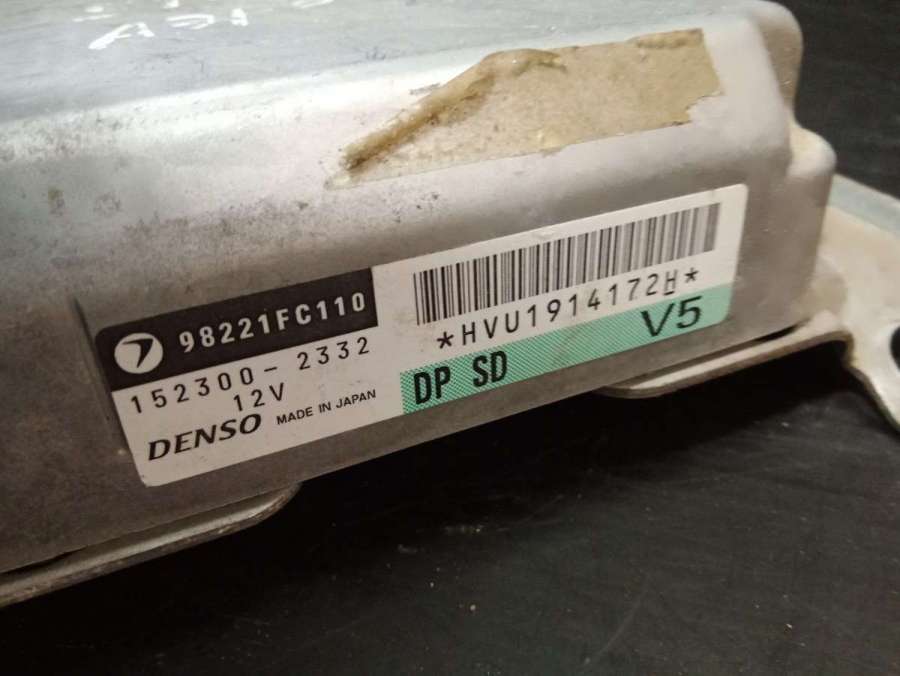 98221FC110
152300-2332
12V
DENSO MADE IN JAPAN
*HVU1914172H*
DP SD V5